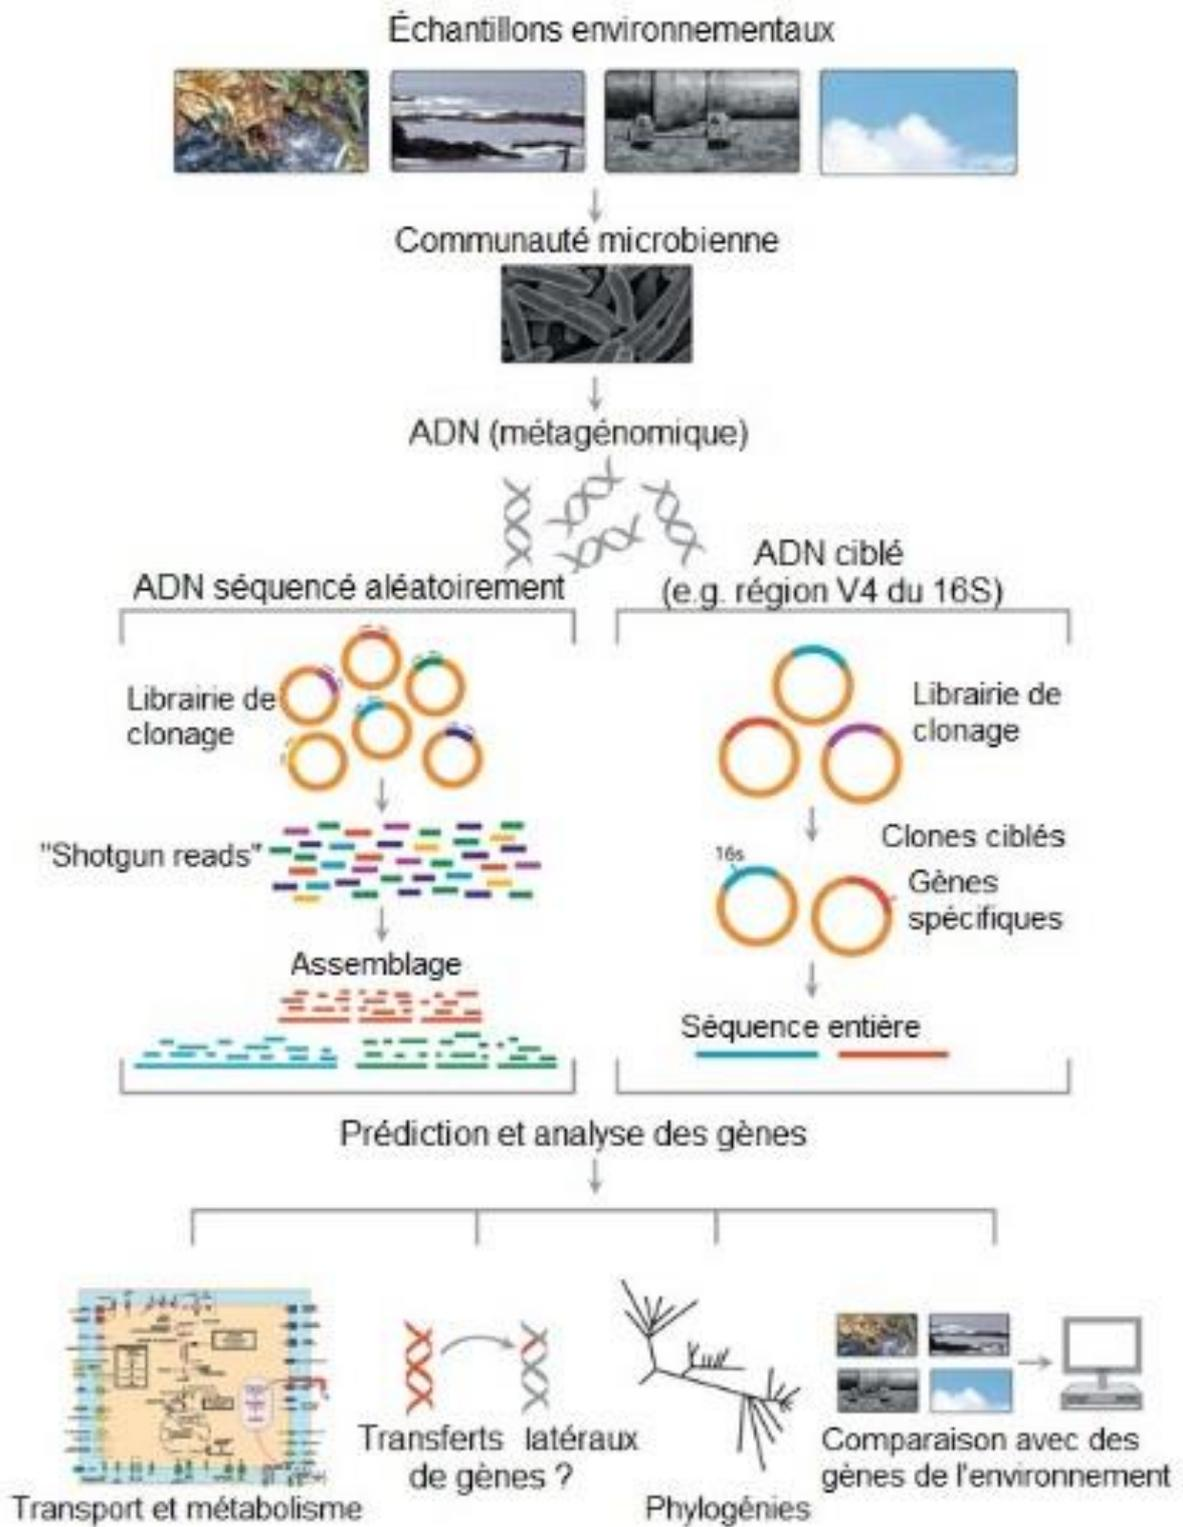 Échantillons environnementaux
Communauté microbienne
ADN (métagénomique)
ADN séquencé aléatoirement
Librairie de
clonage
"Shotgun reads"
Assemblage
ADN ciblé
(e.g. région V4 du 16S)
Librairie de
clonage
Clones ciblés
16s
Gènes
spécifiques
Séquence entière
Prédiction et analyse des gènes
Transport et métabolisme
Transferts latéraux
de gènes ?
Phylogénies
Comparaison avec des
gènes de l'environnement